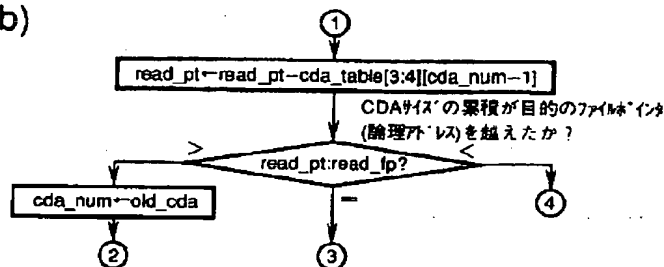 b)
1
read_pt←read_pt−cda_table[3:4][cda_num−1]
CDAサイズの累積が目的のファイルポインタ
(論理アドレス)を越えたか?
> read_pt:read_fp? <
cda_num←old_cda
=
4
2
3